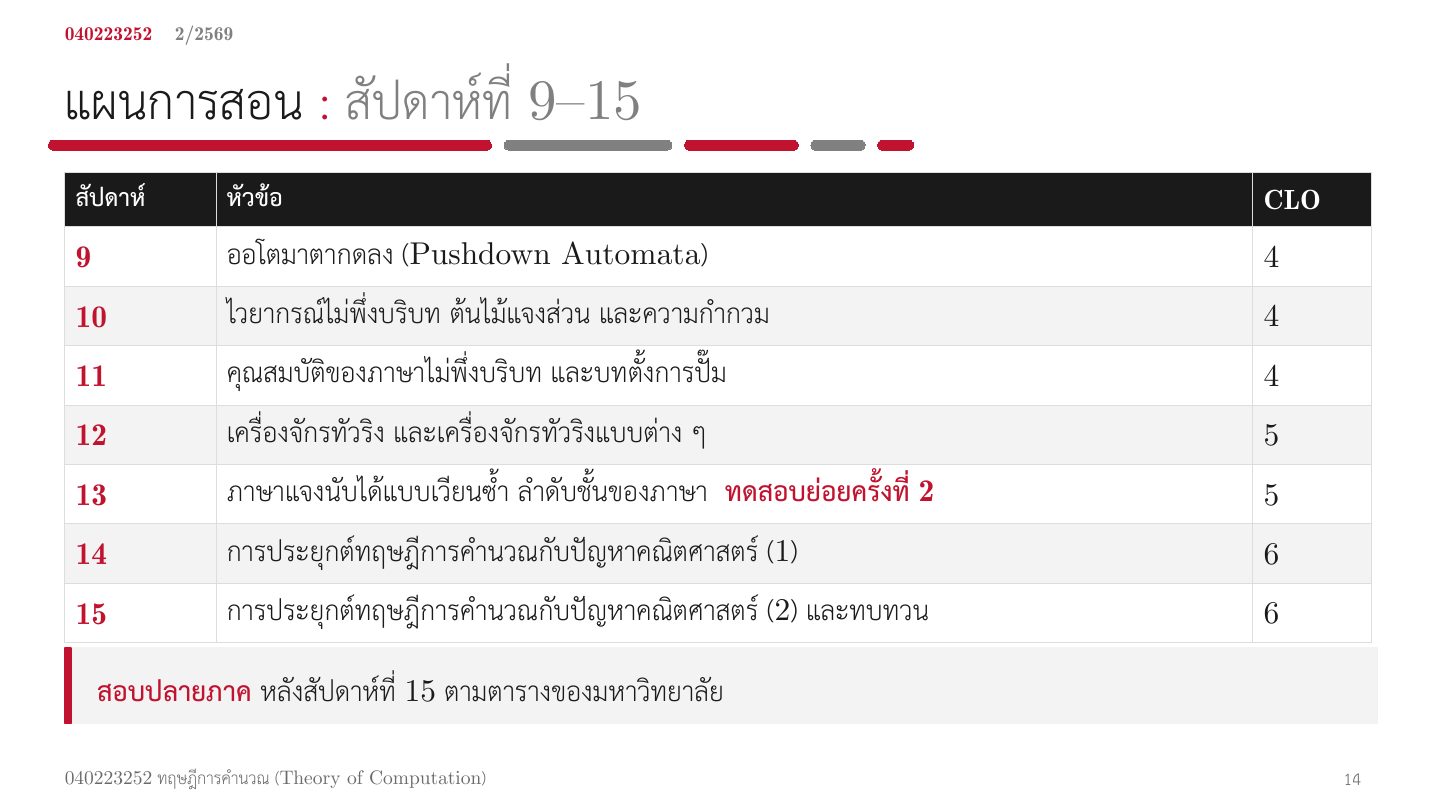 040223252 2/2569
แผนการสอน : สัปดาห์ที่ 9–15
สัปดาห์ หัวข้อ CLO
9 ออโตมาตากดลง (Pushdown Automata) 4
10 ไวยากรณ์ไม่พึ่งบริบท ต้นไม้แจงส่วน และความกำกวม 4
11 คุณสมบัติของภาษาไม่พึ่งบริบท และบทตั้งการปั๊ม 4
12 เครื่องจักรทัวริง และเครื่องจักรทัวริงแบบต่าง ๆ 5
13 ภาษาแจงนับได้แบบเวียนซ้ำ ลำดับชั้นของภาษา ทดสอบย่อยครั้งที่ 2 5
14 การประยุกต์ทฤษฎีการคำนวณกับปัญหาคณิตศาสตร์ (1) 6
15 การประยุกต์ทฤษฎีการคำนวณกับปัญหาคณิตศาสตร์ (2) และทบทวน 6
สอบปลายภาค หลังสัปดาห์ที่ 15 ตามตารางของมหาวิทยาลัย
040223252 ทฤษฎีการคำนวณ (Theory of Computation) 14